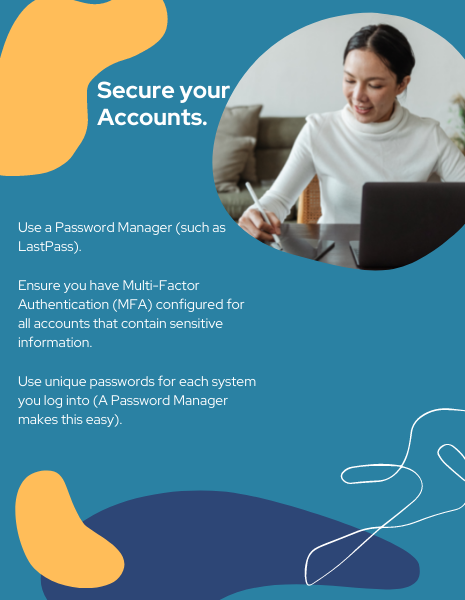 Secure your
Accounts.
Use a Password Manager (such as
LastPass).
Ensure you have Multi-Factor
Authentication (MFA) configured for
all accounts that contain sensitive
information.
Use unique passwords for each system
you log into (A Password Manager
makes this easy).